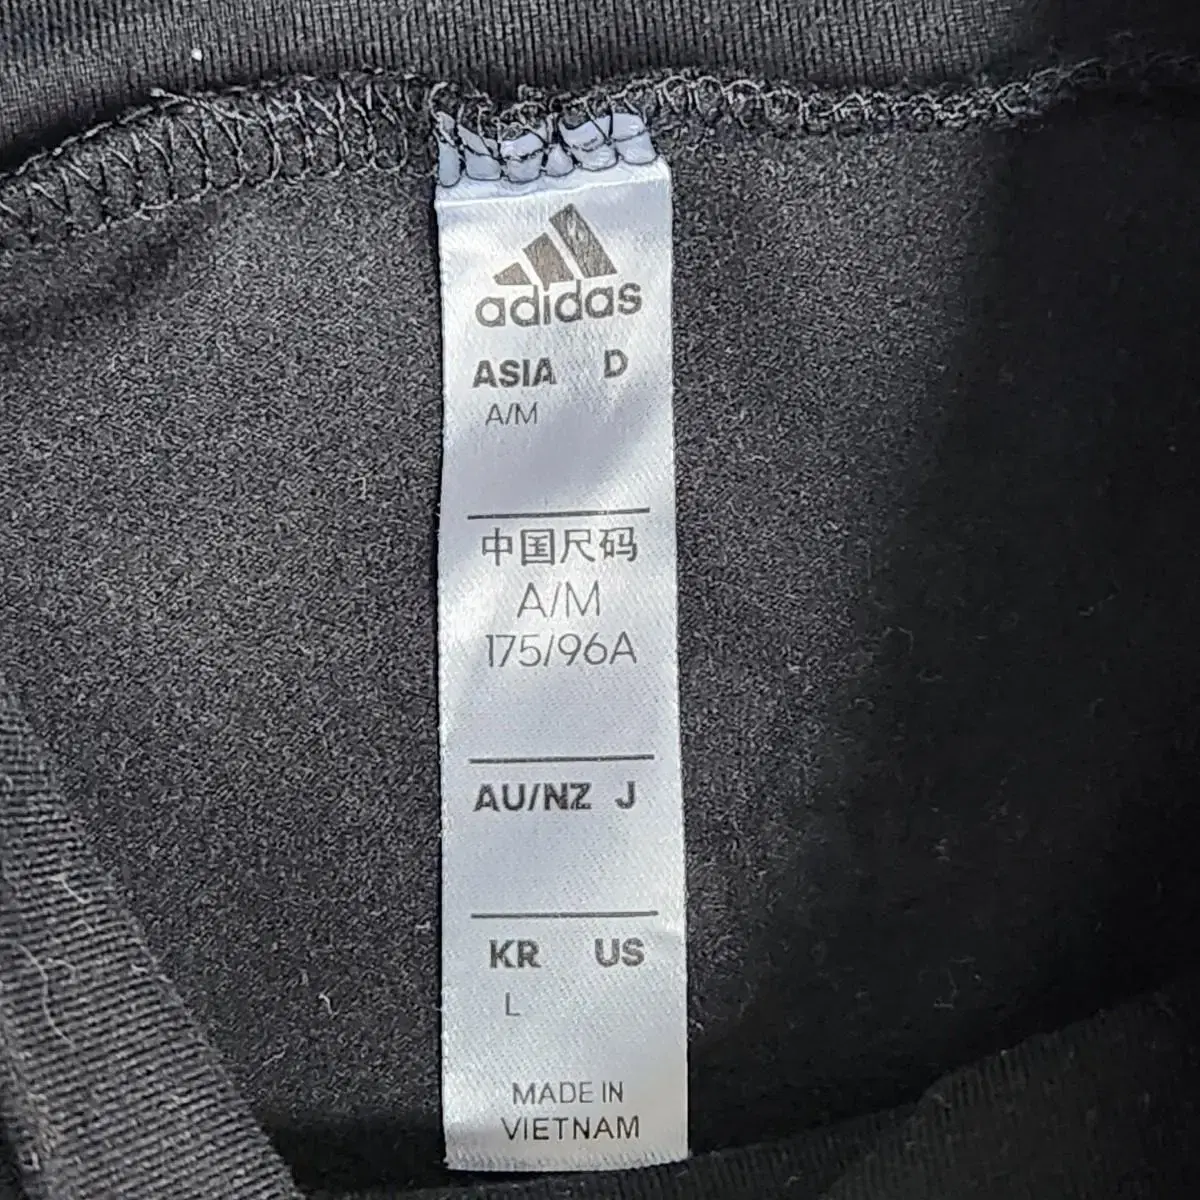 adidas
ASIA D
A/M
中国尺码
A/M
175/96A
AU/NZ J
KR US
L
MADE IN
VIETNAM